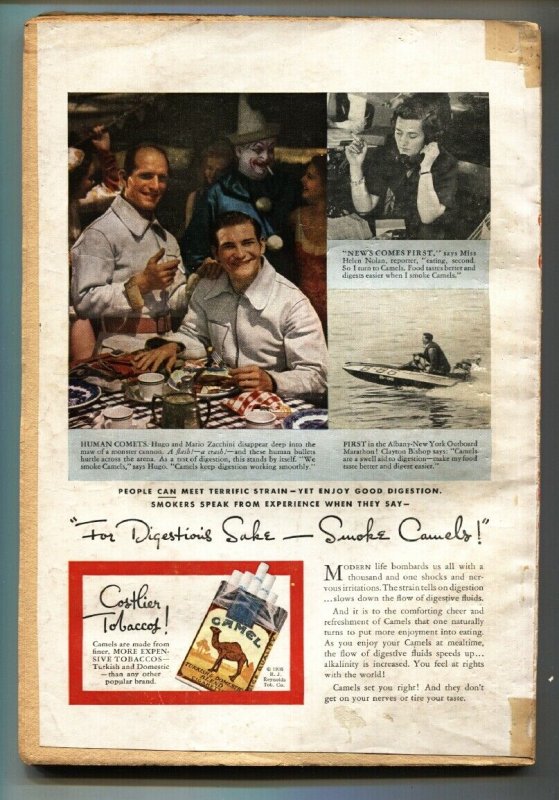 "NEWS COMES FIRST," says Miss
Helen Nolan, reporter, "eating, second.
So I turn to Camels. Food tastes better and
digests easier when I smoke Camels."
HUMAN COMETS. Hugo and Mario Zacchini disappear deep into the
maw of a monster cannon. A flash!—a crash!—and these human bullets
hurtle across the arena. As a test of digestion, this stands by itself. "We
smoke Camels," says Hugo. "Camels keep digestion working smoothly."
FIRST in the Albany-New York Outboard
Marathon! Clayton Bishop says: "Camels
are a swell aid to digestion—make my food
taste better and digest easier."
PEOPLE CAN MEET TERRIFIC STRAIN—YET ENJOY GOOD DIGESTION.
SMOKERS SPEAK FROM EXPERIENCE WHEN THEY SAY—
"For Digestion's Sake — Smoke Camels!"
Costlier
Tobaccos!
Camels are made from
finer, MORE EXPEN-
SIVE TOBACCOS—
Turkish and Domestic
—than any other
popular brand.
CAMEL
TURKISH & DOMESTIC
BLEND
CIGARETTES
© 1936
R. J.
Reynolds
Tob. Co.
MODERN life bombards us all with a
thousand and one shocks and ner-
vous irritations. The strain tells on digestion
...slows down the flow of digestive fluids.
And it is to the comforting cheer and
refreshment of Camels that one naturally
turns to put more enjoyment into eating.
As you enjoy your Camels at mealtime,
the flow of digestive fluids speeds up...
alkalinity is increased. You feel at rights
with the world!
Camels set you right! And they don't
get on your nerves or tire your taste.